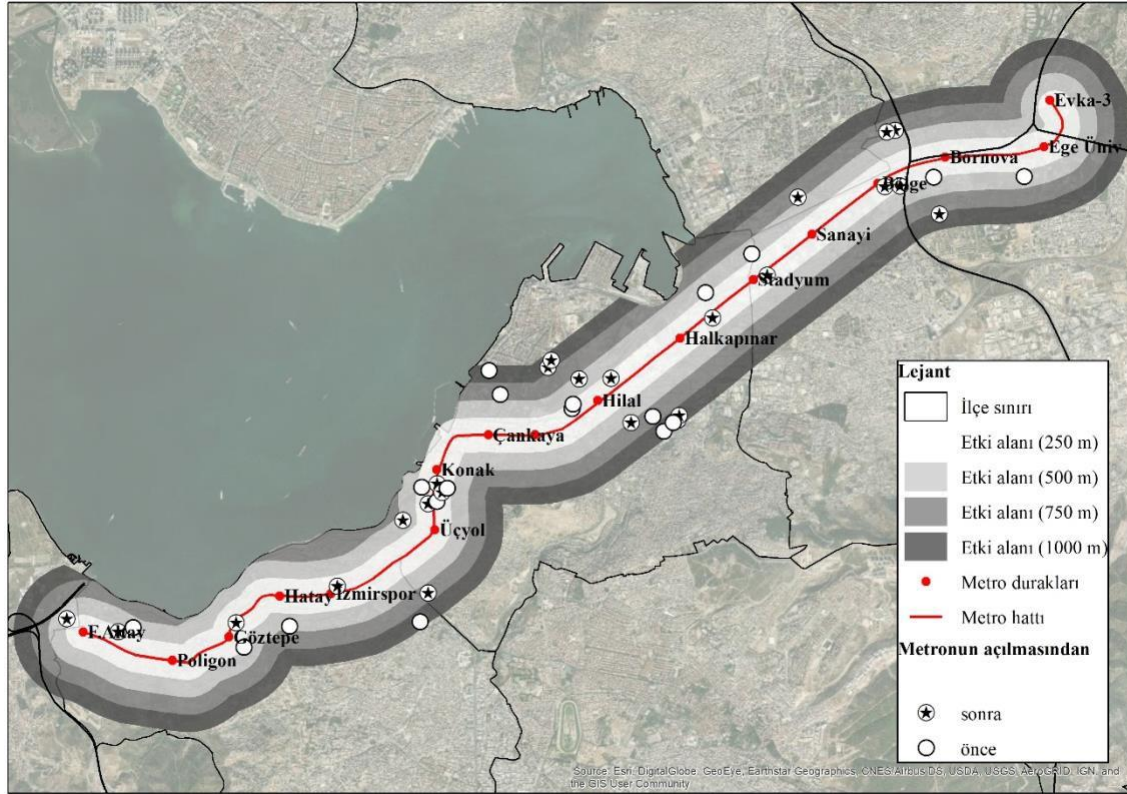 Evka-3
Ege Üniv
Bornova
Bölge
Sanayi
Stadyum
Halkapınar
Hilal
Çankaya
Konak
Üçyol
İzmirspor
Hatay
Göztepe
Poligon
F.Altay
Lejant
İlçe sınırı
Etki alanı (250 m)
Etki alanı (500 m)
Etki alanı (750 m)
Etki alanı (1000 m)
Metro durakları
Metro hattı
Metronun açılmasından
sonra
önce
Source: Esri, DigitalGlobe, GeoEye, Earthstar Geographics, CNES/Airbus DS, USDA, USGS, AeroGRID, IGN, and
the GIS User Community